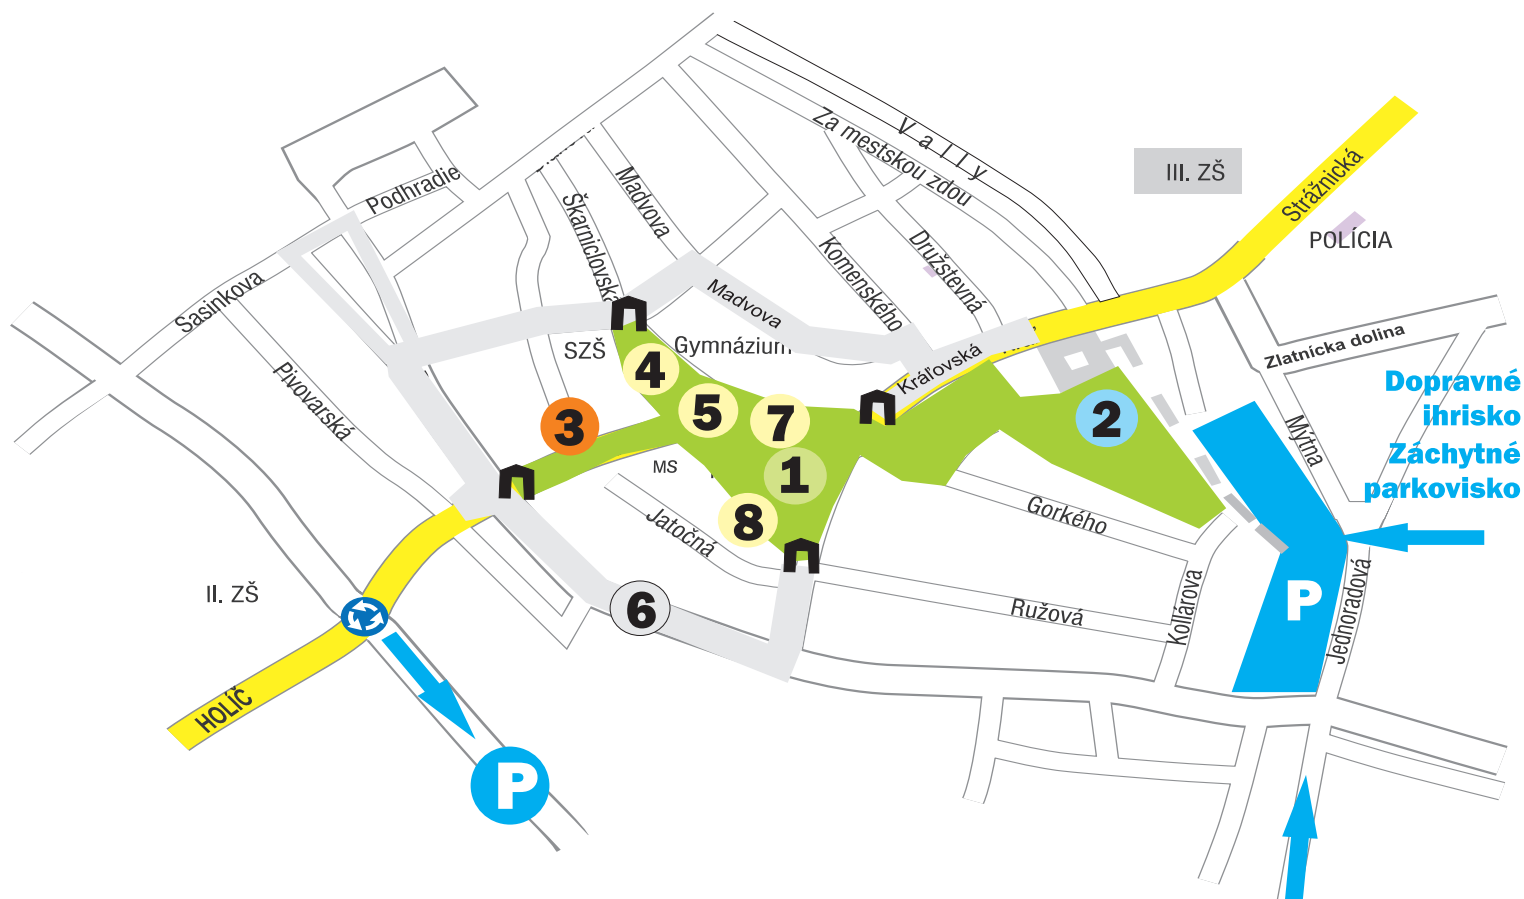 Vally
Za mestskou zdou
III. ZŠ
Strážnická
POLÍCIA
Podhradie
Škarniclovská
Madvova
Komenského
Družstevná
Sasinkova
Madvova
Pivovarská
SZŠ
Gymnázium
Kráľovská
Zlatnícka dolina
4
5
7
3
2
1
8
6
MS
Jatočná
Gorkého
Mýtna
Dopravné
ihrisko
Záchytné
parkovisko
II. ZŠ
Ružová
Kollárova
P
Jednoradová
HOLÍČ
P